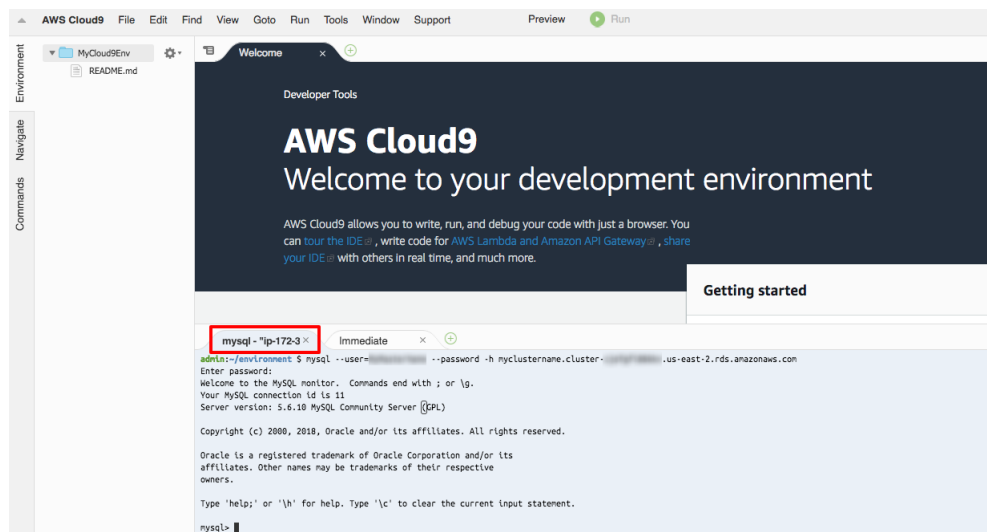 AWS Cloud9 File Edit Find View Goto Run Tools Window Support Preview Run
Environment
Navigate
Commands
MyCloud9Env
README.md
Welcome
Developer Tools
AWS Cloud9
Welcome to your development environment
AWS Cloud9 allows you to write, run, and debug your code with just a browser. You
can tour the IDE , write code for AWS Lambda and Amazon API Gateway , share
your IDE with others in real time, and much more.
Getting started
mysql - "ip-172-3 Immediate
admin:~/environment $ mysql --user= --password -h myclustername.cluster- .us-east-2.rds.amazonaws.com
Enter password:
Welcome to the MySQL monitor.  Commands end with ; or \g.
Your MySQL connection id is 11
Server version: 5.6.10 MySQL Community Server (GPL)
Copyright (c) 2000, 2018, Oracle and/or its affiliates. All rights reserved.
Oracle is a registered trademark of Oracle Corporation and/or its
affiliates. Other names may be trademarks of their respective
owners.
Type 'help;' or '\h' for help. Type '\c' to clear the current input statement.
mysql>